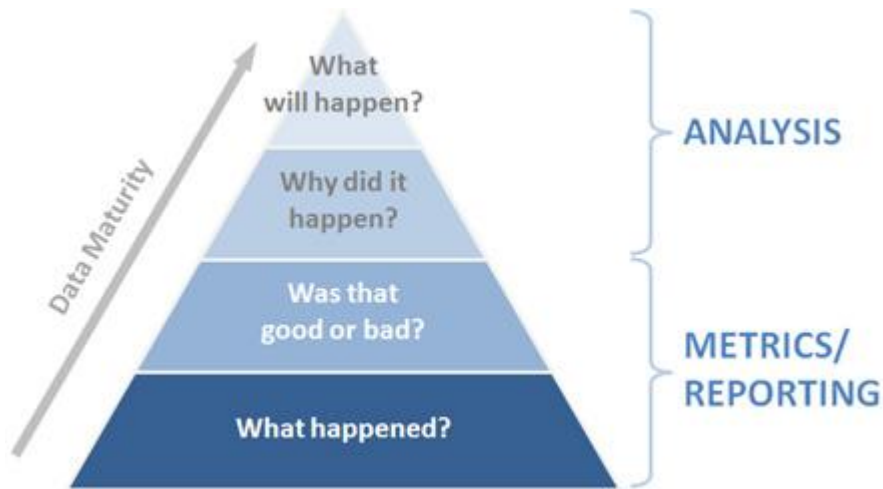 What
will happen?
Why did it
happen?
Was that
good or bad?
What happened?
Data Maturity
ANALYSIS
METRICS/
REPORTING